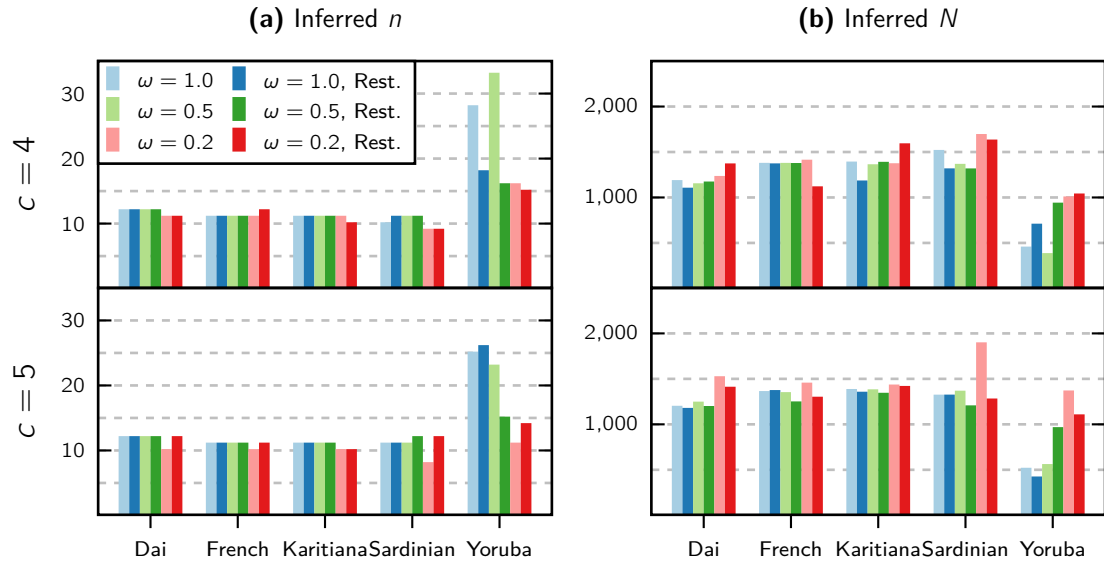 (a) Inferred n
(b) Inferred N
ω = 1.0
ω = 1.0, Rest.
ω = 0.5
ω = 0.5, Rest.
ω = 0.2
ω = 0.2, Rest.
c = 4
30
20
10
2,000
1,000
c = 5
30
20
10
2,000
1,000
Dai French Karitiana Sardinian Yoruba
Dai French Karitiana Sardinian Yoruba